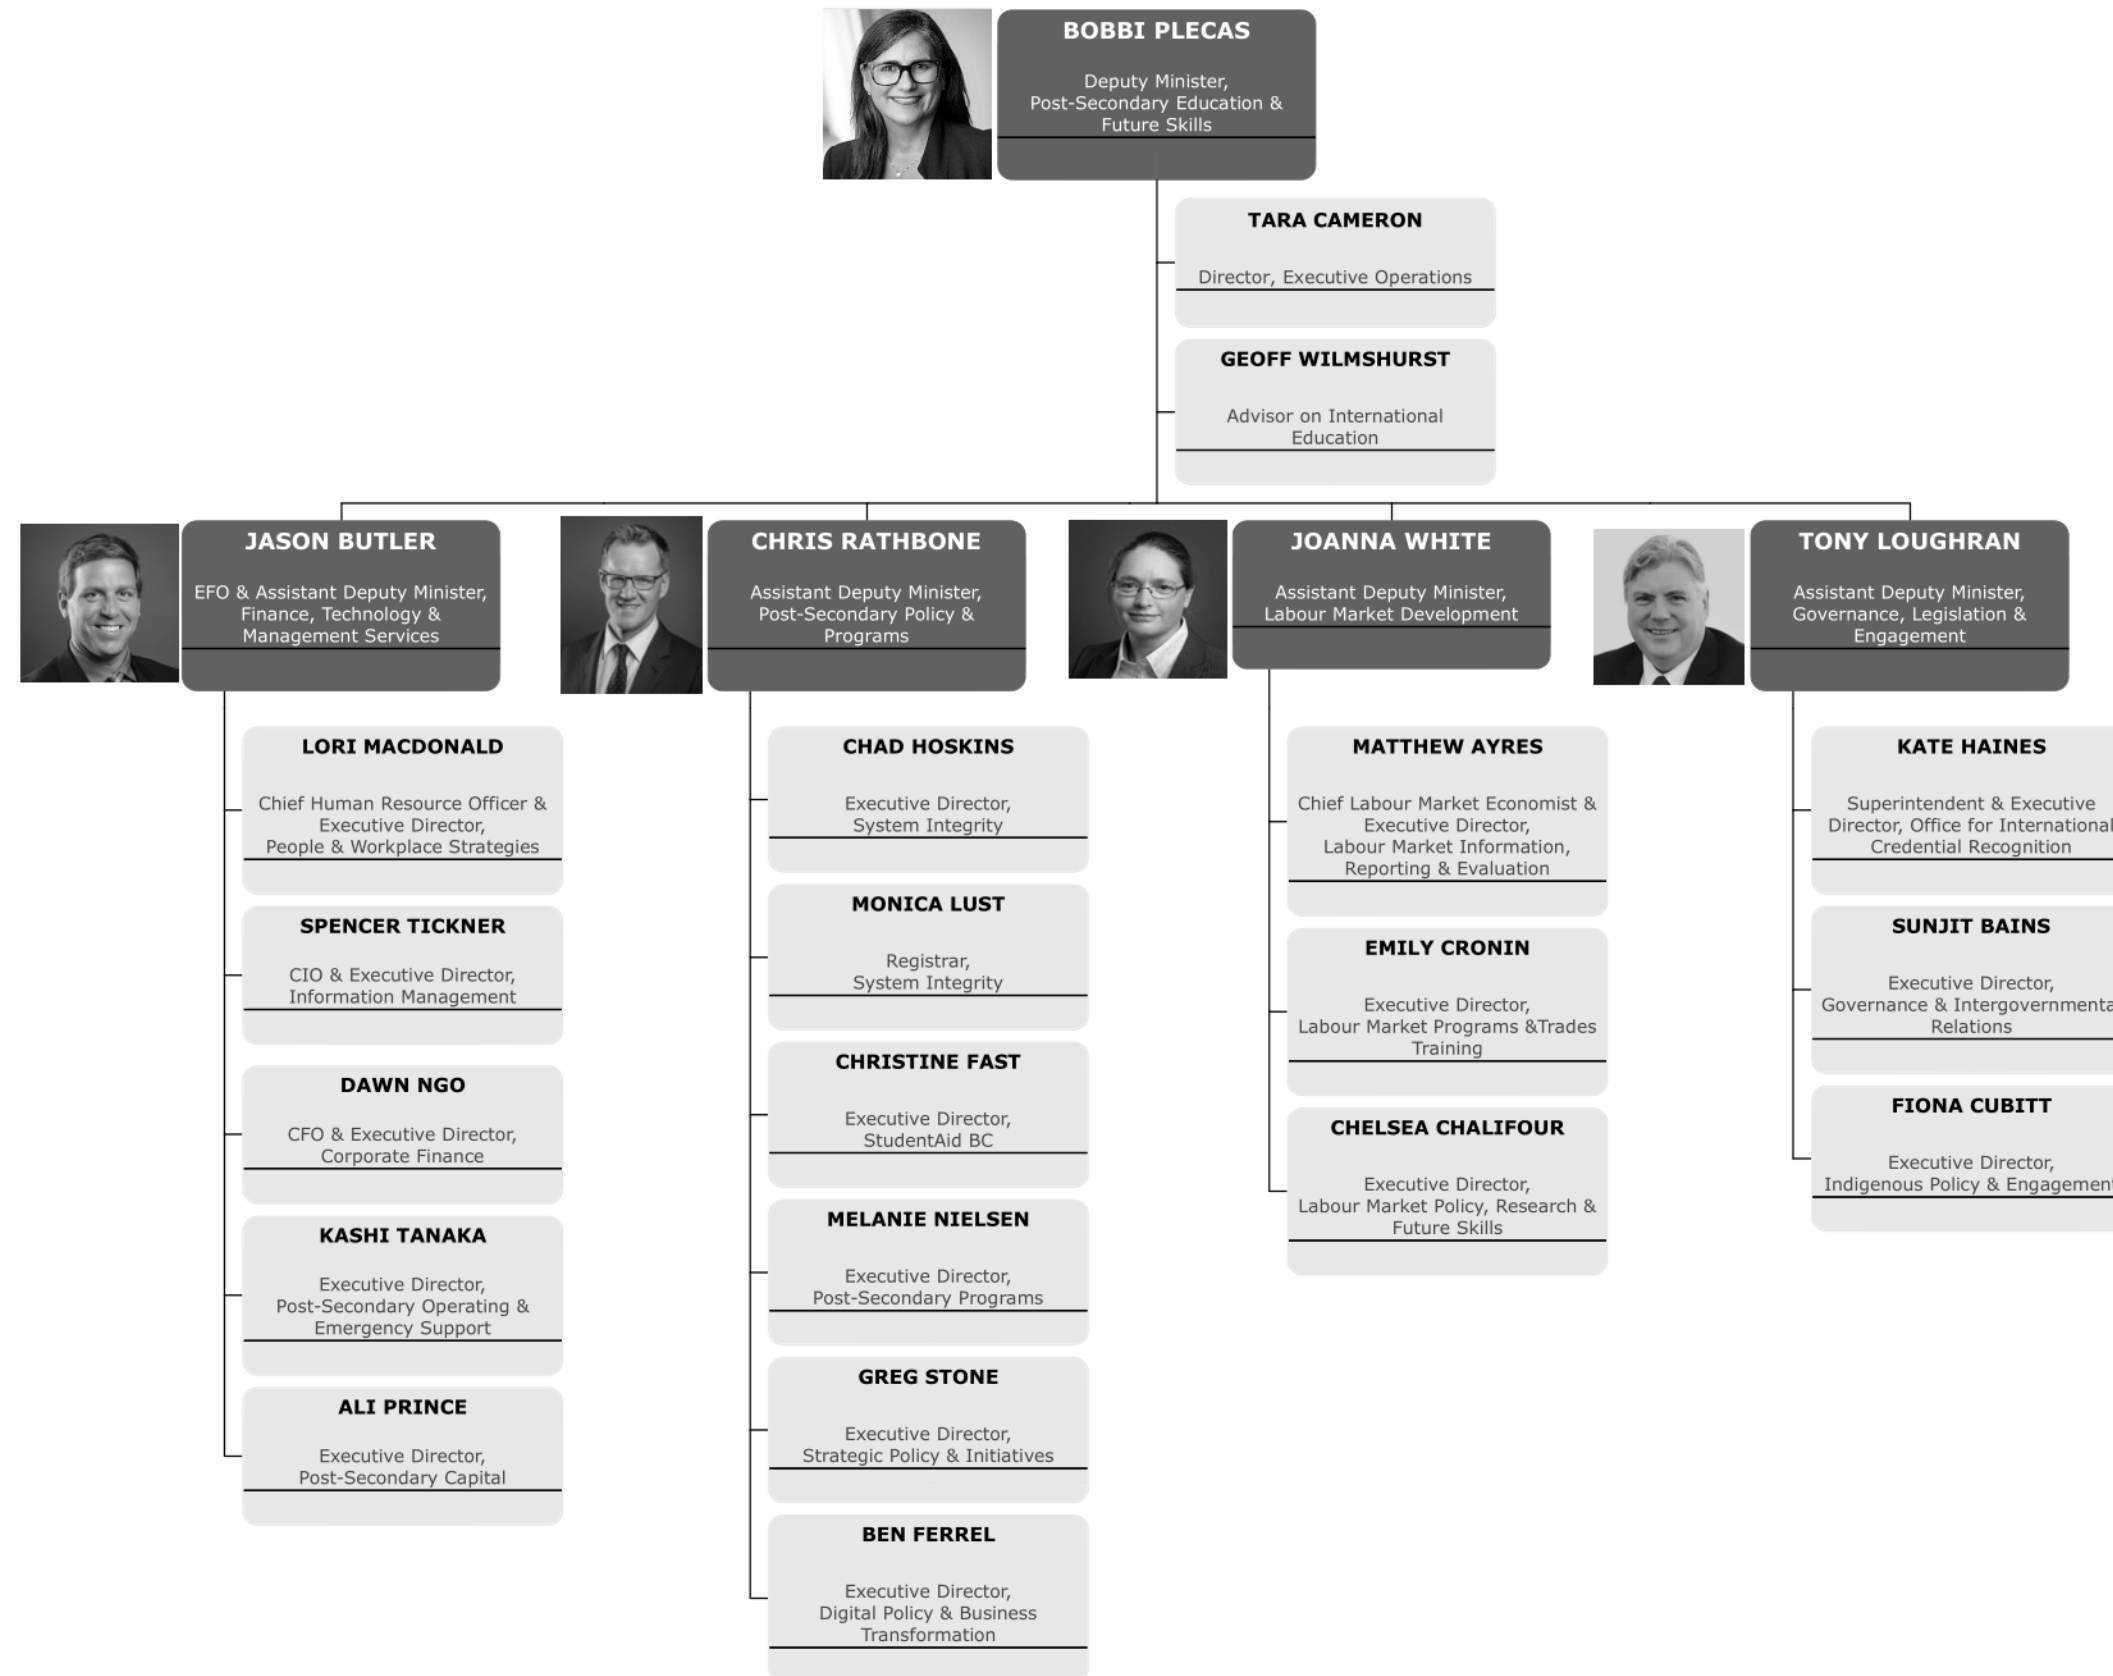 BOBBI PLECAS
Deputy Minister,
Post-Secondary Education &
Future Skills
TARA CAMERON
Director, Executive Operations
GEOFF WILMSHURST
Advisor on International
Education
JASON BUTLER
EFO & Assistant Deputy Minister,
Finance, Technology &
Management Services
CHRIS RATHBONE
Assistant Deputy Minister,
Post-Secondary Policy &
Programs
JOANNA WHITE
Assistant Deputy Minister,
Labour Market Development
TONY LOUGHRAN
Assistant Deputy Minister,
Governance, Legislation &
Engagement
LORI MACDONALD
Chief Human Resource Officer &
Executive Director,
People & Workplace Strategies
SPENCER TICKNER
CIO & Executive Director,
Information Management
DAWN NGO
CFO & Executive Director,
Corporate Finance
KASHI TANAKA
Executive Director,
Post-Secondary Operating &
Emergency Support
ALI PRINCE
Executive Director,
Post-Secondary Capital
CHAD HOSKINS
Executive Director,
System Integrity
MONICA LUST
Registrar,
System Integrity
CHRISTINE FAST
Executive Director,
StudentAid BC
MELANIE NIELSEN
Executive Director,
Post-Secondary Programs
GREG STONE
Executive Director,
Strategic Policy & Initiatives
BEN FERREL
Executive Director,
Digital Policy & Business
Transformation
MATTHEW AYRES
Chief Labour Market Economist &
Executive Director,
Labour Market Information,
Reporting & Evaluation
EMILY CRONIN
Executive Director,
Labour Market Programs &Trades
Training
CHELSEA CHALIFOUR
Executive Director,
Labour Market Policy, Research &
Future Skills
KATE HAINES
Superintendent & Executive
Director, Office for International
Credential Recognition
SUNJIT BAINS
Executive Director,
Governance & Intergovernmenta
Relations
FIONA CUBITT
Executive Director,
Indigenous Policy & Engagement